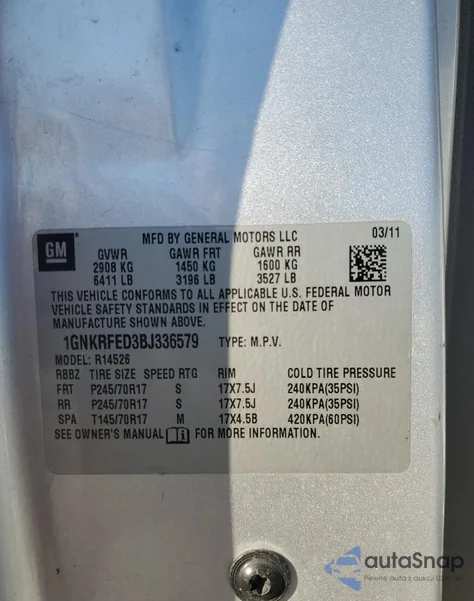 GM
MFD BY GENERAL MOTORS LLC 03/11
GVWR GAWR FRT GAWR RR
2908 KG 1450 KG 1600 KG
6411 LB 3196 LB 3527 LB
THIS VEHICLE CONFORMS TO ALL APPLICABLE U.S. FEDERAL MOTOR
VEHICLE SAFETY STANDARDS IN EFFECT ON THE DATE OF
MANUFACTURE SHOWN ABOVE.
1GNKRFED3BJ336579 TYPE: M.P.V.
MODEL: R14526
RBBZ TIRE SIZE SPEED RTG RIM COLD TIRE PRESSURE
FRT P245/70R17 S 17X7.5J 240KPA(35PSI)
RR P245/70R17 S 17X7.5J 240KPA(35PSI)
SPA T145/70R17 M 17X4.5B 420KPA(60PSI)
SEE OWNER'S MANUAL FOR MORE INFORMATION.
autoSnap
Pewne auto z aukcji USA